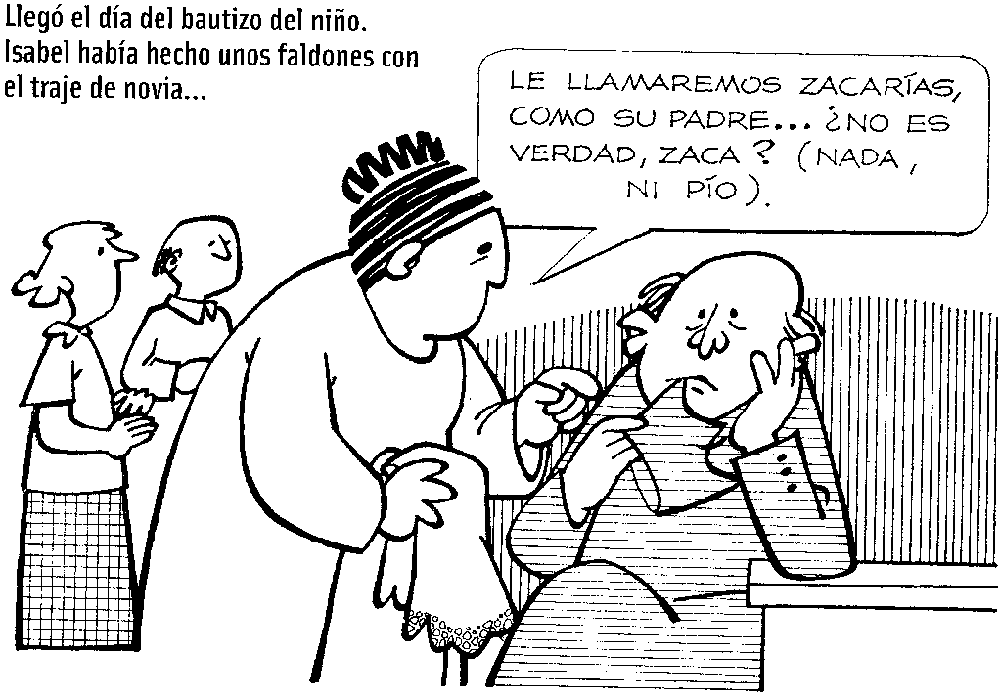 Llegó el día del bautizo del niño.
Isabel había hecho unos faldones con
el traje de novia...
LE LLAMAREMOS ZACARÍAS,
COMO SU PADRE... ¿NO ES
VERDAD, ZACA? (NADA,
NI PÍO).